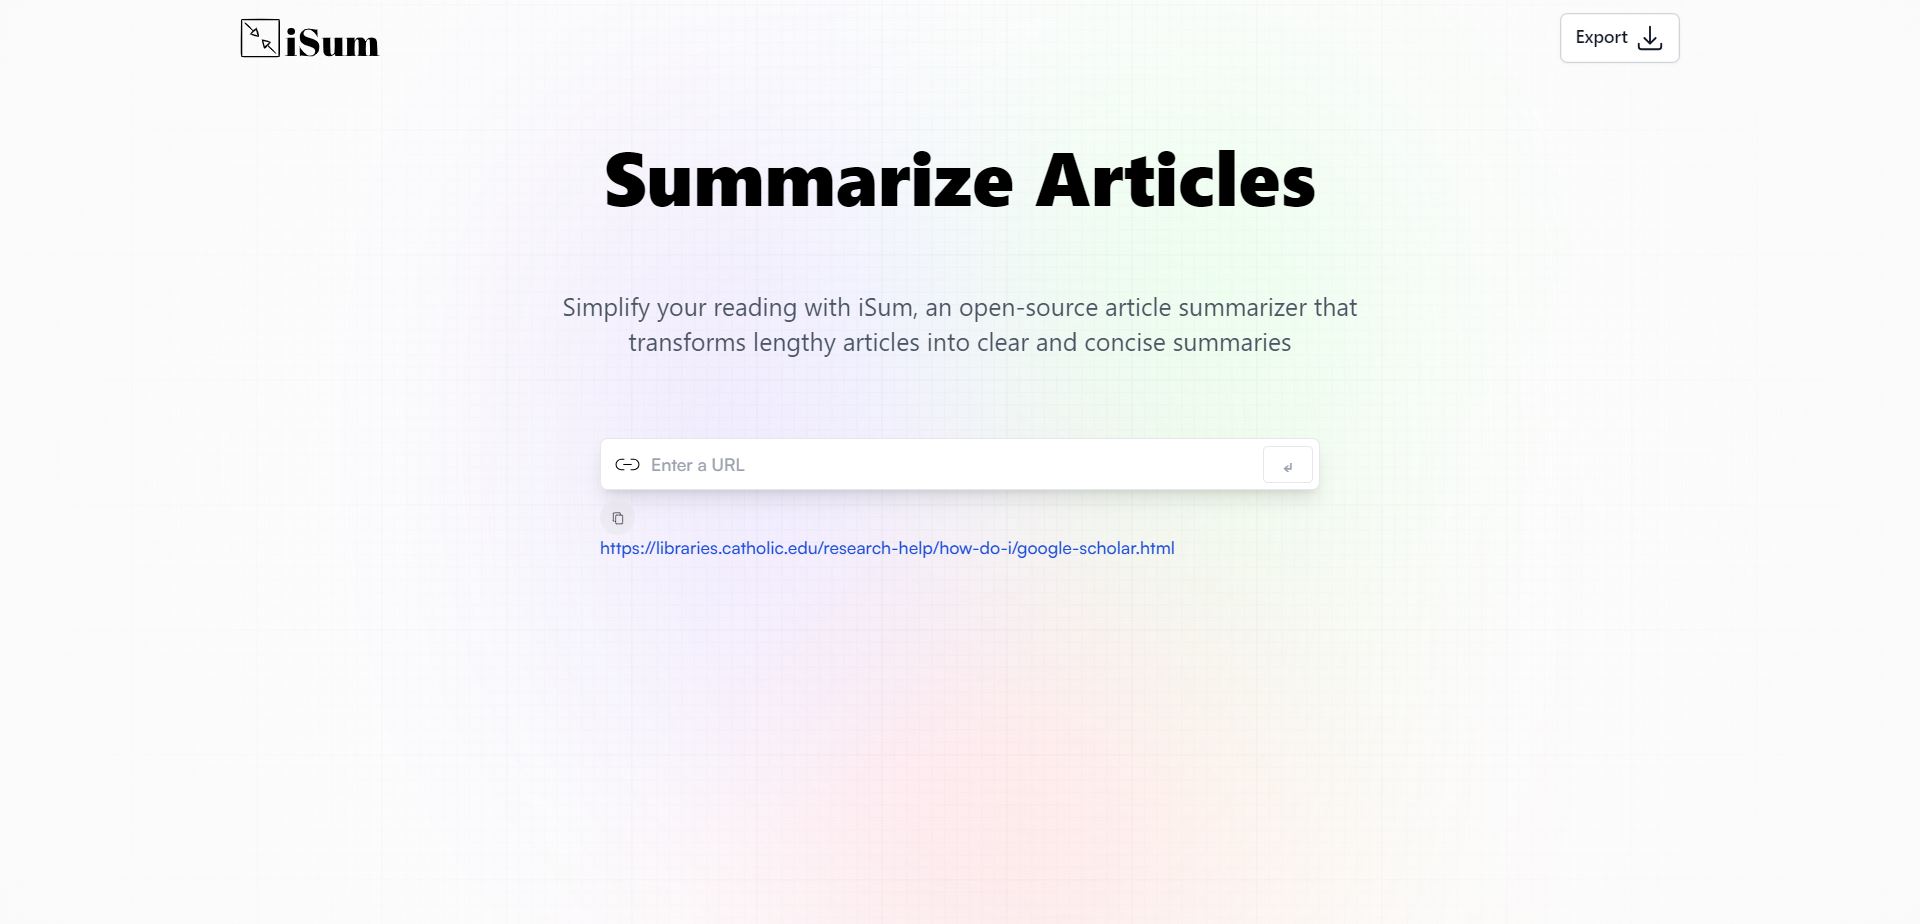 iSum
Export
Summarize Articles
Simplify your reading with iSum, an open-source article summarizer that
transforms lengthy articles into clear and concise summaries
Enter a URL
https://libraries.catholic.edu/research-help/how-do-i/google-scholar.html